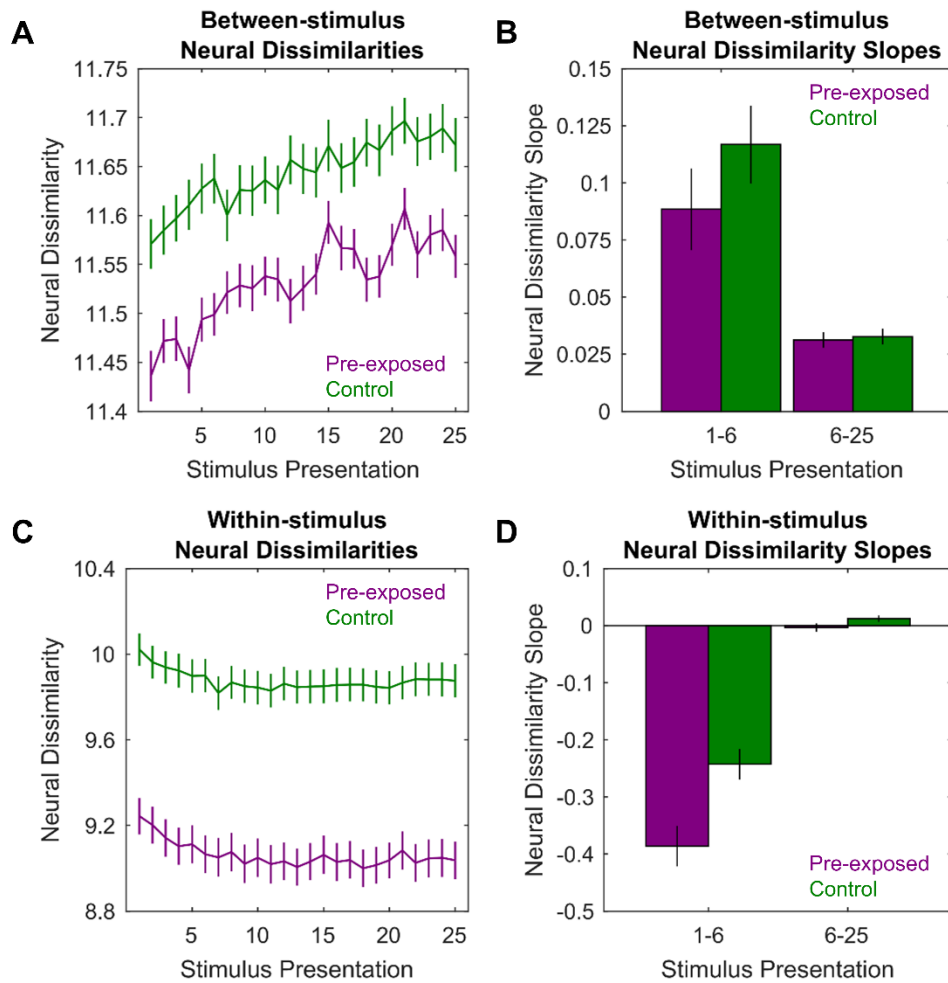 A
Between-stimulus
Neural Dissimilarities
Neural Dissimilarity
11.75
11.7
11.65
11.6
11.55
11.5
11.45
11.4
Pre-exposed
Control
5
10
15
20
25
Stimulus Presentation
B
Between-stimulus
Neural Dissimilarity Slopes
Neural Dissimilarity Slope
0.15
0.125
0.1
0.075
0.05
0.025
0
Pre-exposed
Control
1-6
6-25
Stimulus Presentation
C
Within-stimulus
Neural Dissimilarities
Neural Dissimilarity
10.4
10
9.6
9.2
8.8
Pre-exposed
Control
5
10
15
20
25
Stimulus Presentation
D
Within-stimulus
Neural Dissimilarity Slopes
Neural Dissimilarity Slope
0.1
0
-0.1
-0.2
-0.3
-0.4
-0.5
Pre-exposed
Control
1-6
6-25
Stimulus Presentation